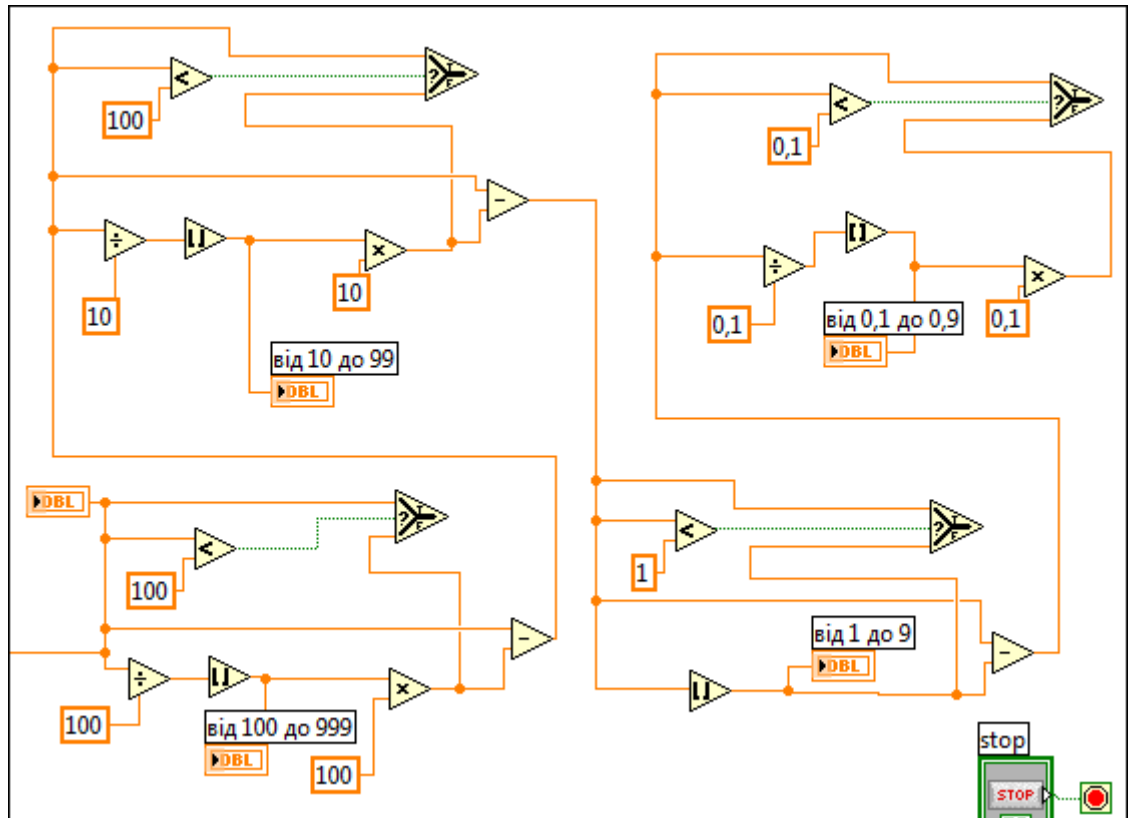 100
10
10
від 10 до 99
DBL
DBL
100
100
від 100 до 999
DBL
100
0,1
0,1
від 0,1 до 0,9
DBL
0,1
1
від 1 до 9
DBL
stop
STOP